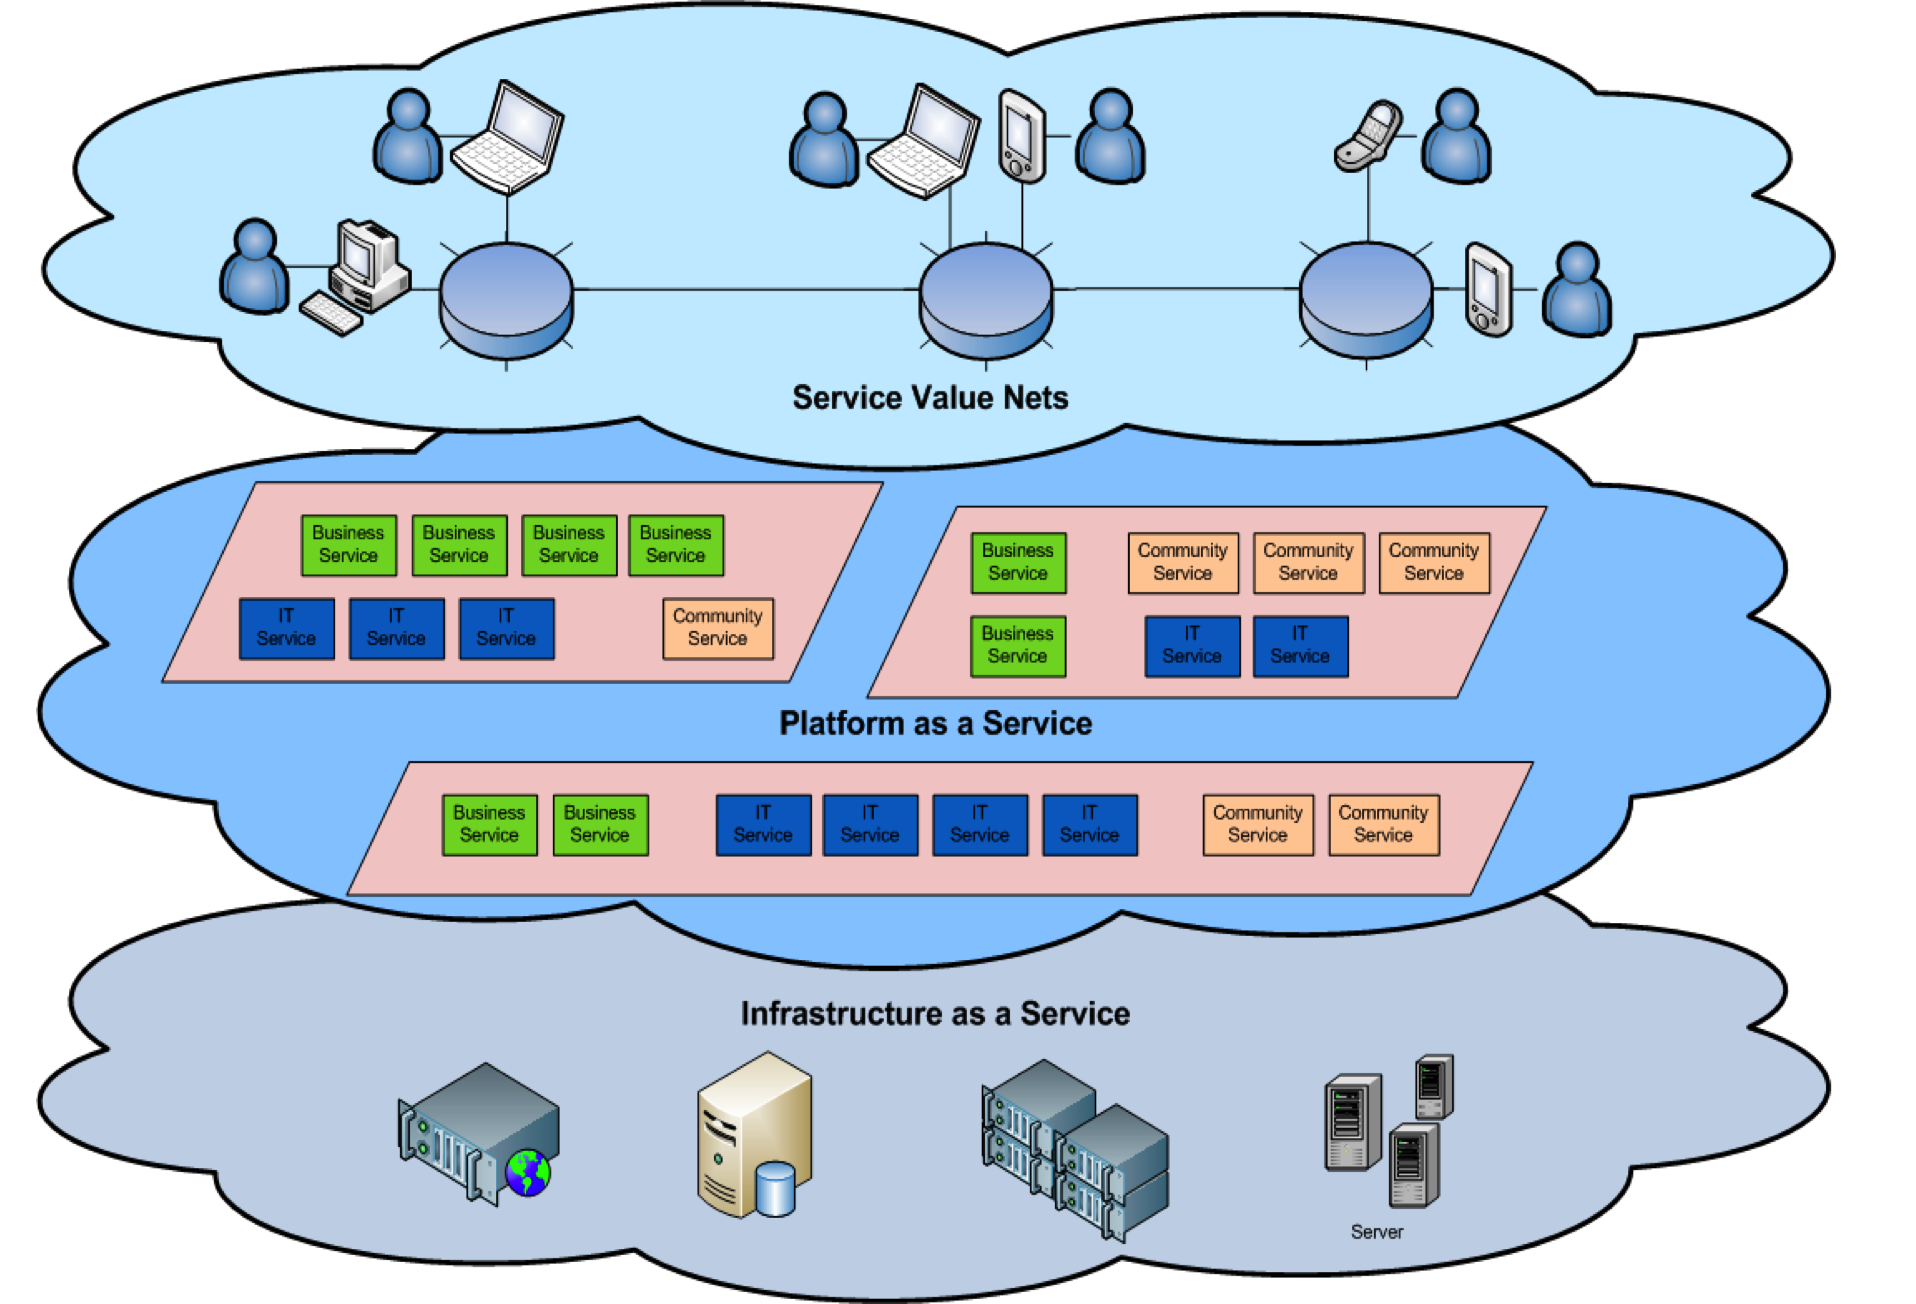 Service Value Nets
Business
Service
Business
Service
Business
Service
Business
Service
IT
Service
IT
Service
IT
Service
Community
Service
Business
Service
Community
Service
Community
Service
Community
Service
Business
Service
IT
Service
IT
Service
Platform as a Service
Business
Service
Business
Service
IT
Service
IT
Service
IT
Service
IT
Service
Community
Service
Community
Service
Infrastructure as a Service
Server